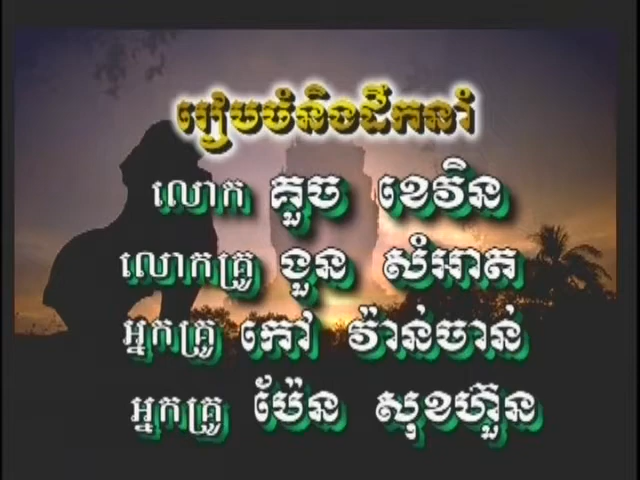 រៀបចំនិងដឹកនាំ
លោក គួច ខេវិន
លោកគ្រូ ងួន សំអាត
អ្នកគ្រូ កៅ វ៉ាន់ចាន់
អ្នកគ្រូ ប៉ែន សុខហ៊ួន